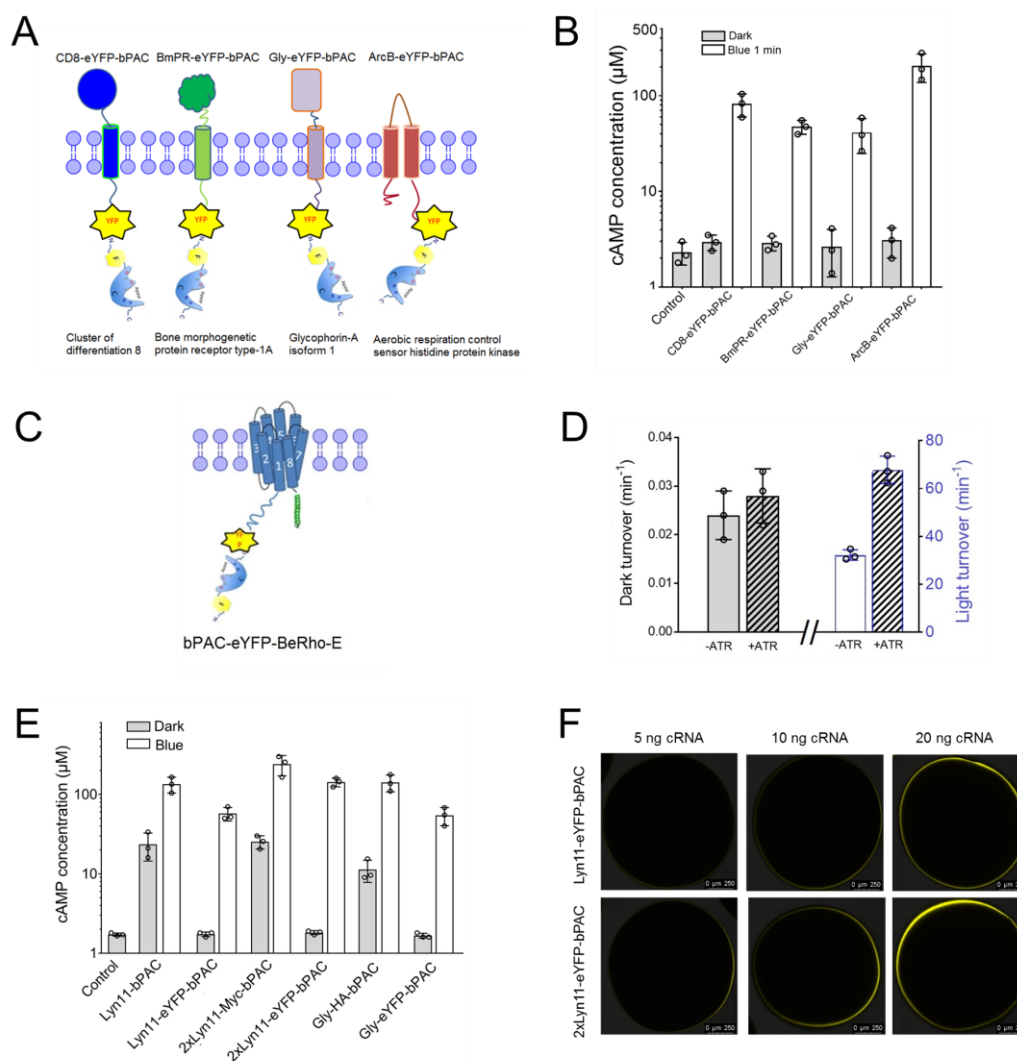 A
CD8-eYFP-bPAC BmPR-eYFP-bPAC Gly-eYFP-bPAC ArcB-eYFP-bPAC
YFP YFP YFP YFP
N N N N
F F F F
C C C C
Cluster of
differentiation 8
Bone morphogenetic
protein receptor type-1A
Glycophorin-A
isoform 1
Aerobic respiration control
sensor histidine protein kinase
B
Dark
Blue 1 min
cAMP concentration (µM)
500
100
10
1
Control
CD8-eYFP-bPAC
BmPR-eYFP-bPAC
Gly-eYFP-bPAC
ArcB-eYFP-bPAC
C
3 2 1 8 7
5
YF
P
bPAC-eYFP-BeRho-E
D
Dark turnover (min⁻¹)
0.04
0.03
0.02
0.01
0.00
-ATR +ATR
-ATR +ATR
80
60
40
20
0
Light turnover (min⁻¹)
E
Dark
Blue
cAMP concentration (µM)
100
10
1
Control
Lyn11-bPAC
Lyn11-eYFP-bPAC
2xLyn11-Myc-bPAC
2xLyn11-eYFP-bPAC
Gly-HA-bPAC
Gly-eYFP-bPAC
F
5 ng cRNA 10 ng cRNA 20 ng cRNA
Lyn11-eYFP-bPAC
0 µm 250 0 µm 250 0 µm 250
2xLyn11-eYFP-bPAC
0 µm 250 0 µm 250 0 µm 250